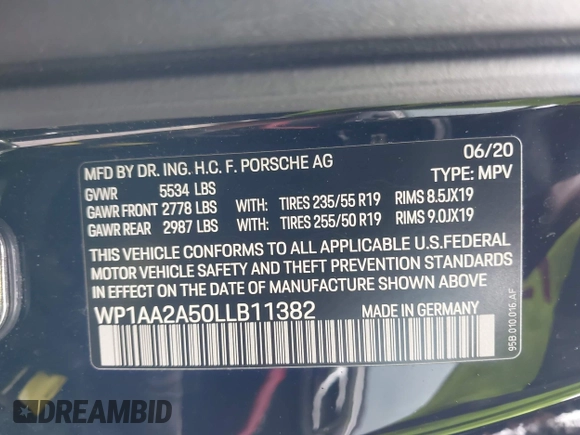 06/20
MFD BY DR. ING. H.C. F. PORSCHE AG TYPE: MPV
GVWR 5534 LBS
GAWR FRONT 2778 LBS WITH: TIRES 235/55 R19 RIMS 8.5JX19
GAWR REAR 2987 LBS WITH: TIRES 255/50 R19 RIMS 9.0JX19
THIS VEHICLE CONFORMS TO ALL APPLICABLE U.S.FEDERAL
MOTOR VEHICLE SAFETY AND THEFT PREVENTION STANDARDS
IN EFFECT ON THE DATE OF MANUFACTURE SHOWN ABOVE.
WP1AA2A50LLB11382 MADE IN GERMANY
95B.010.016.AF
DREAMBID